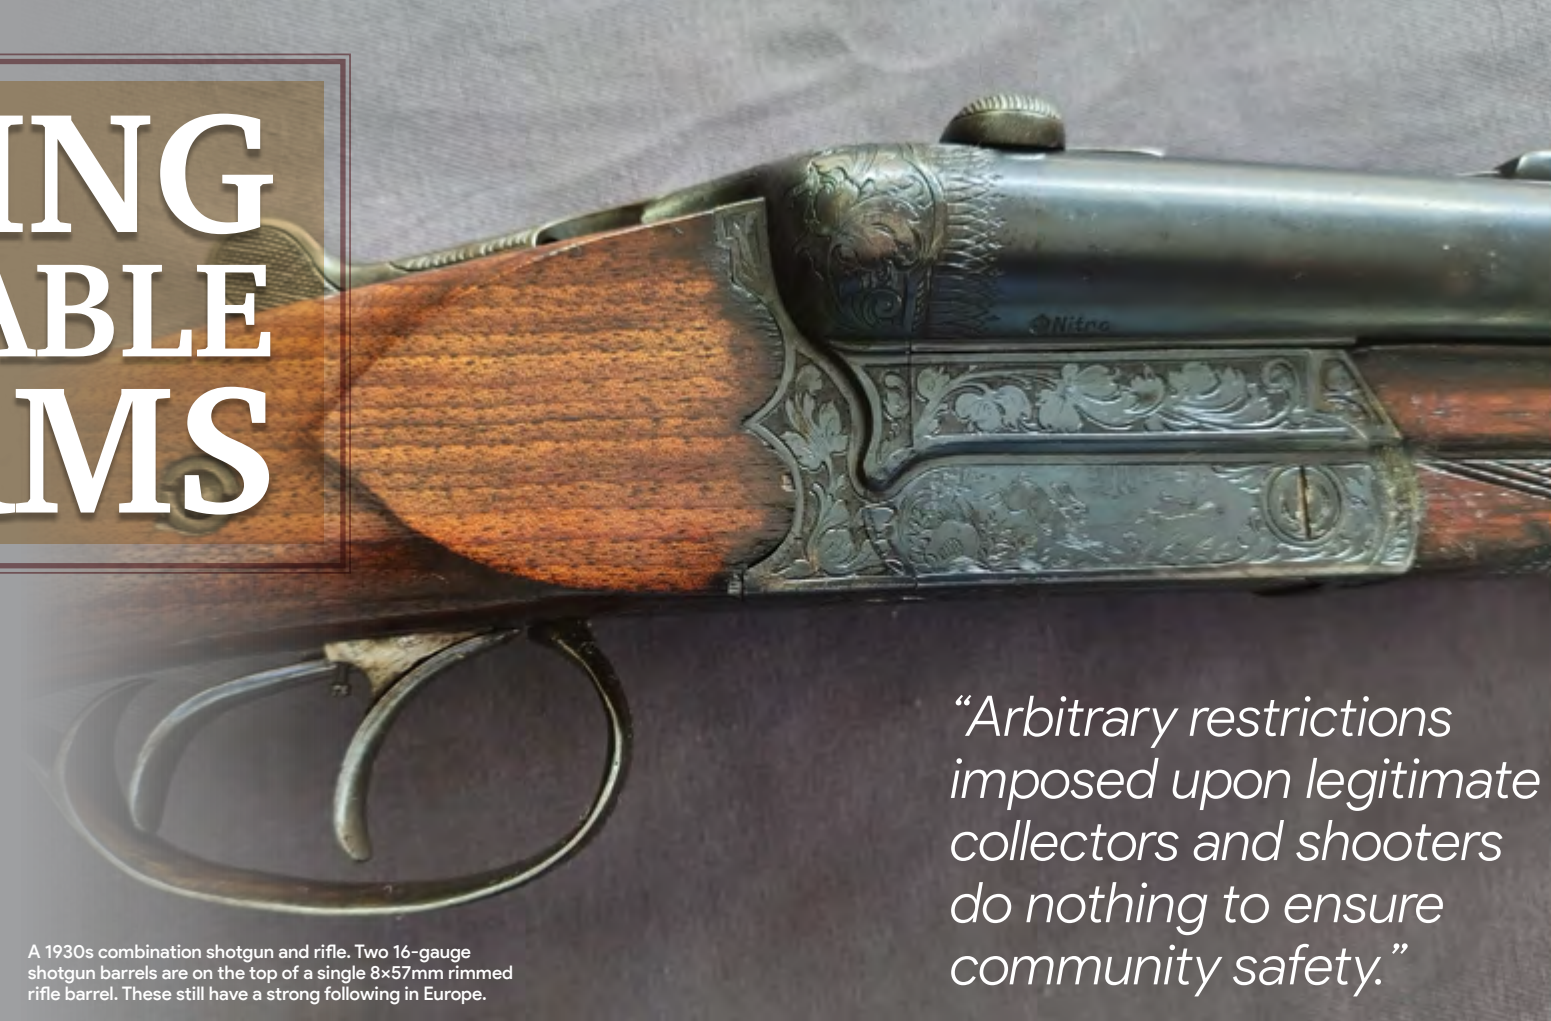 ING
ABLE
MS
Nitro
“Arbitrary restrictions
imposed upon legitimate
collectors and shooters
do nothing to ensure
community safety.”
A 1930s combination shotgun and rifle. Two 16-gauge
shotgun barrels are on the top of a single 8×57mm rimmed
rifle barrel. These still have a strong following in Europe.